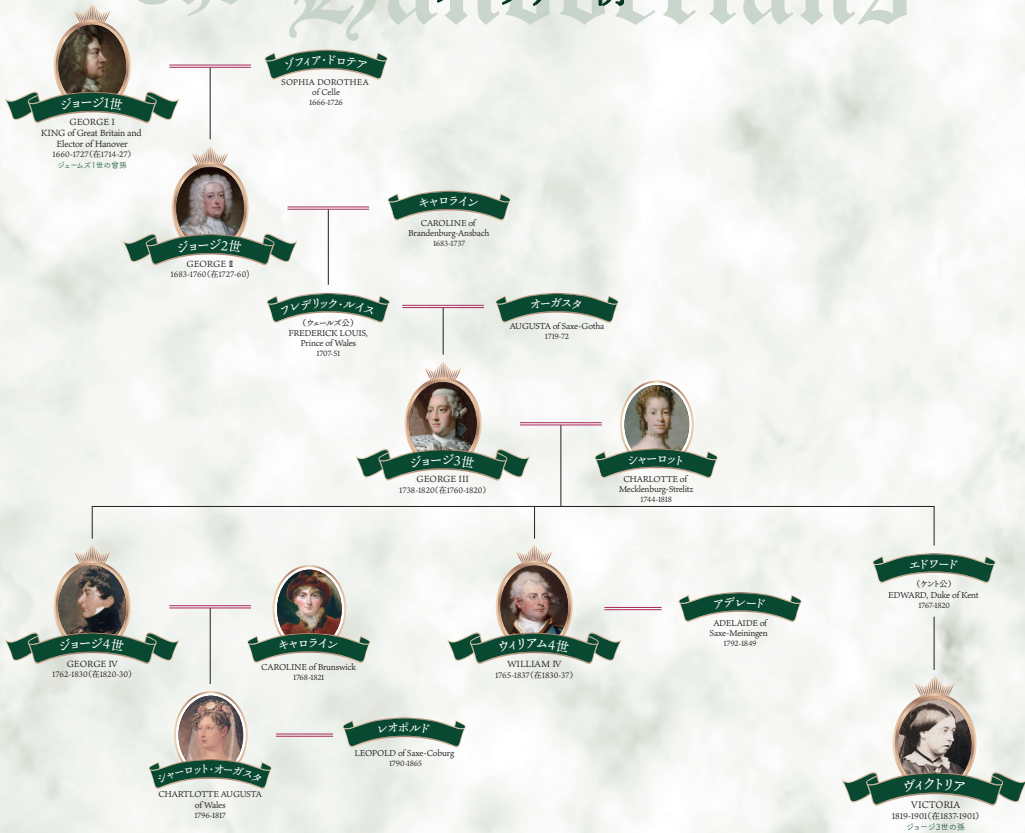 The Hanoverians
ジョージ1世
GEORGE I
KING of Great Britain and
Elector of Hanover
1660-1727(在1714-27)
ジェームズ1世の曾孫
ゾフィア・ドロテア
SOPHIA DOROTHEA
of Celle
1666-1726
ジョージ2世
GEORGE II
1683-1760(在1727-60)
キャロライン
CAROLINE of
Brandenburg-Ansbach
1683-1737
フレデリック・ルイス
(ウェールズ公)
FREDERICK LOUIS,
Prince of Wales
1707-51
オーガスタ
AUGUSTA of Saxe-Gotha
1719-72
ジョージ3世
GEORGE III
1738-1820(在1760-1820)
シャーロット
CHARLOTTE of
Mecklenburg-Strelitz
1744-1818
ジョージ4世
GEORGE IV
1762-1830(在1820-30)
キャロライン
CAROLINE of Brunswick
1768-1821
ウィリアム4世
WILLIAM IV
1765-1837(在1830-37)
アデレード
ADELAIDE of
Saxe-Meiningen
1792-1849
エドワード
(ケント公)
EDWARD, Duke of Kent
1767-1820
シャーロット・オーガスタ
CHARTLOTTE AUGUSTA
of Wales
1796-1817
レオポルド
LEOPOLD of Saxe-Coburg
1790-1865
ヴィクトリア
VICTORIA
1819-1901(在1837-1901)
ジョージ3世の孫